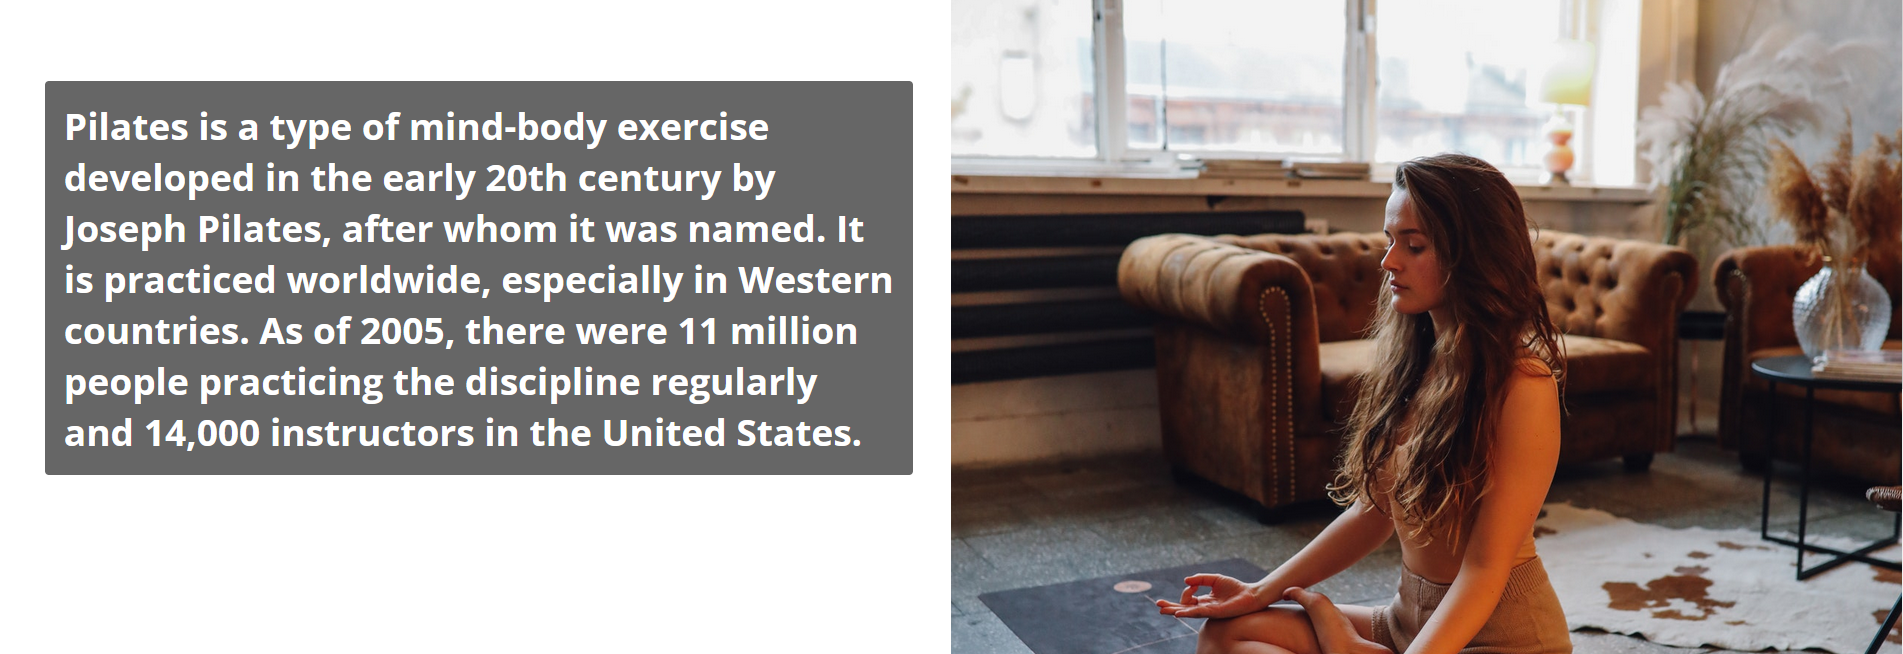 Pilates is a type of mind-body exercise
developed in the early 20th century by
Joseph Pilates, after whom it was named. It
is practiced worldwide, especially in Western
countries. As of 2005, there were 11 million
people practicing the discipline regularly
and 14,000 instructors in the United States.